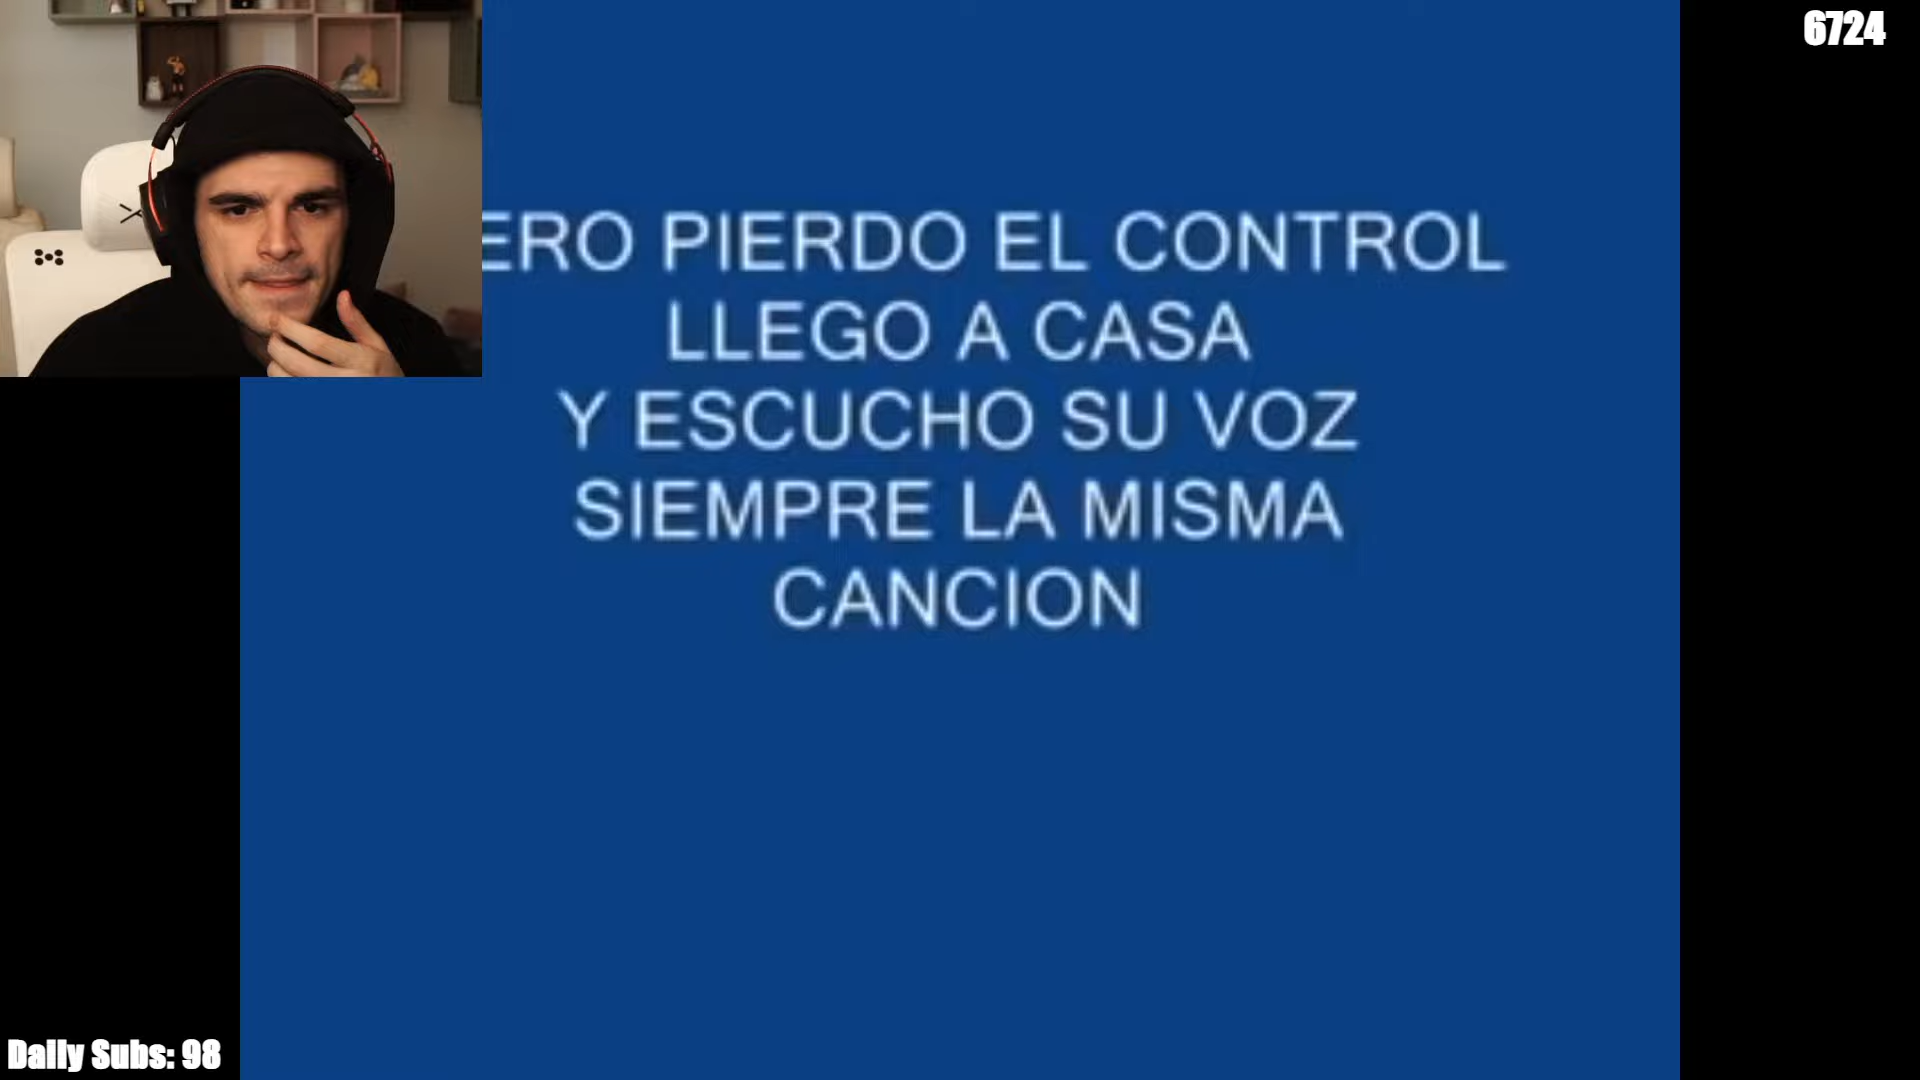 6724
ERO PIERDO EL CONTROL
LLEGO A CASA
Y ESCUCHO SU VOZ
SIEMPRE LA MISMA
CANCION
Daily Subs: 98